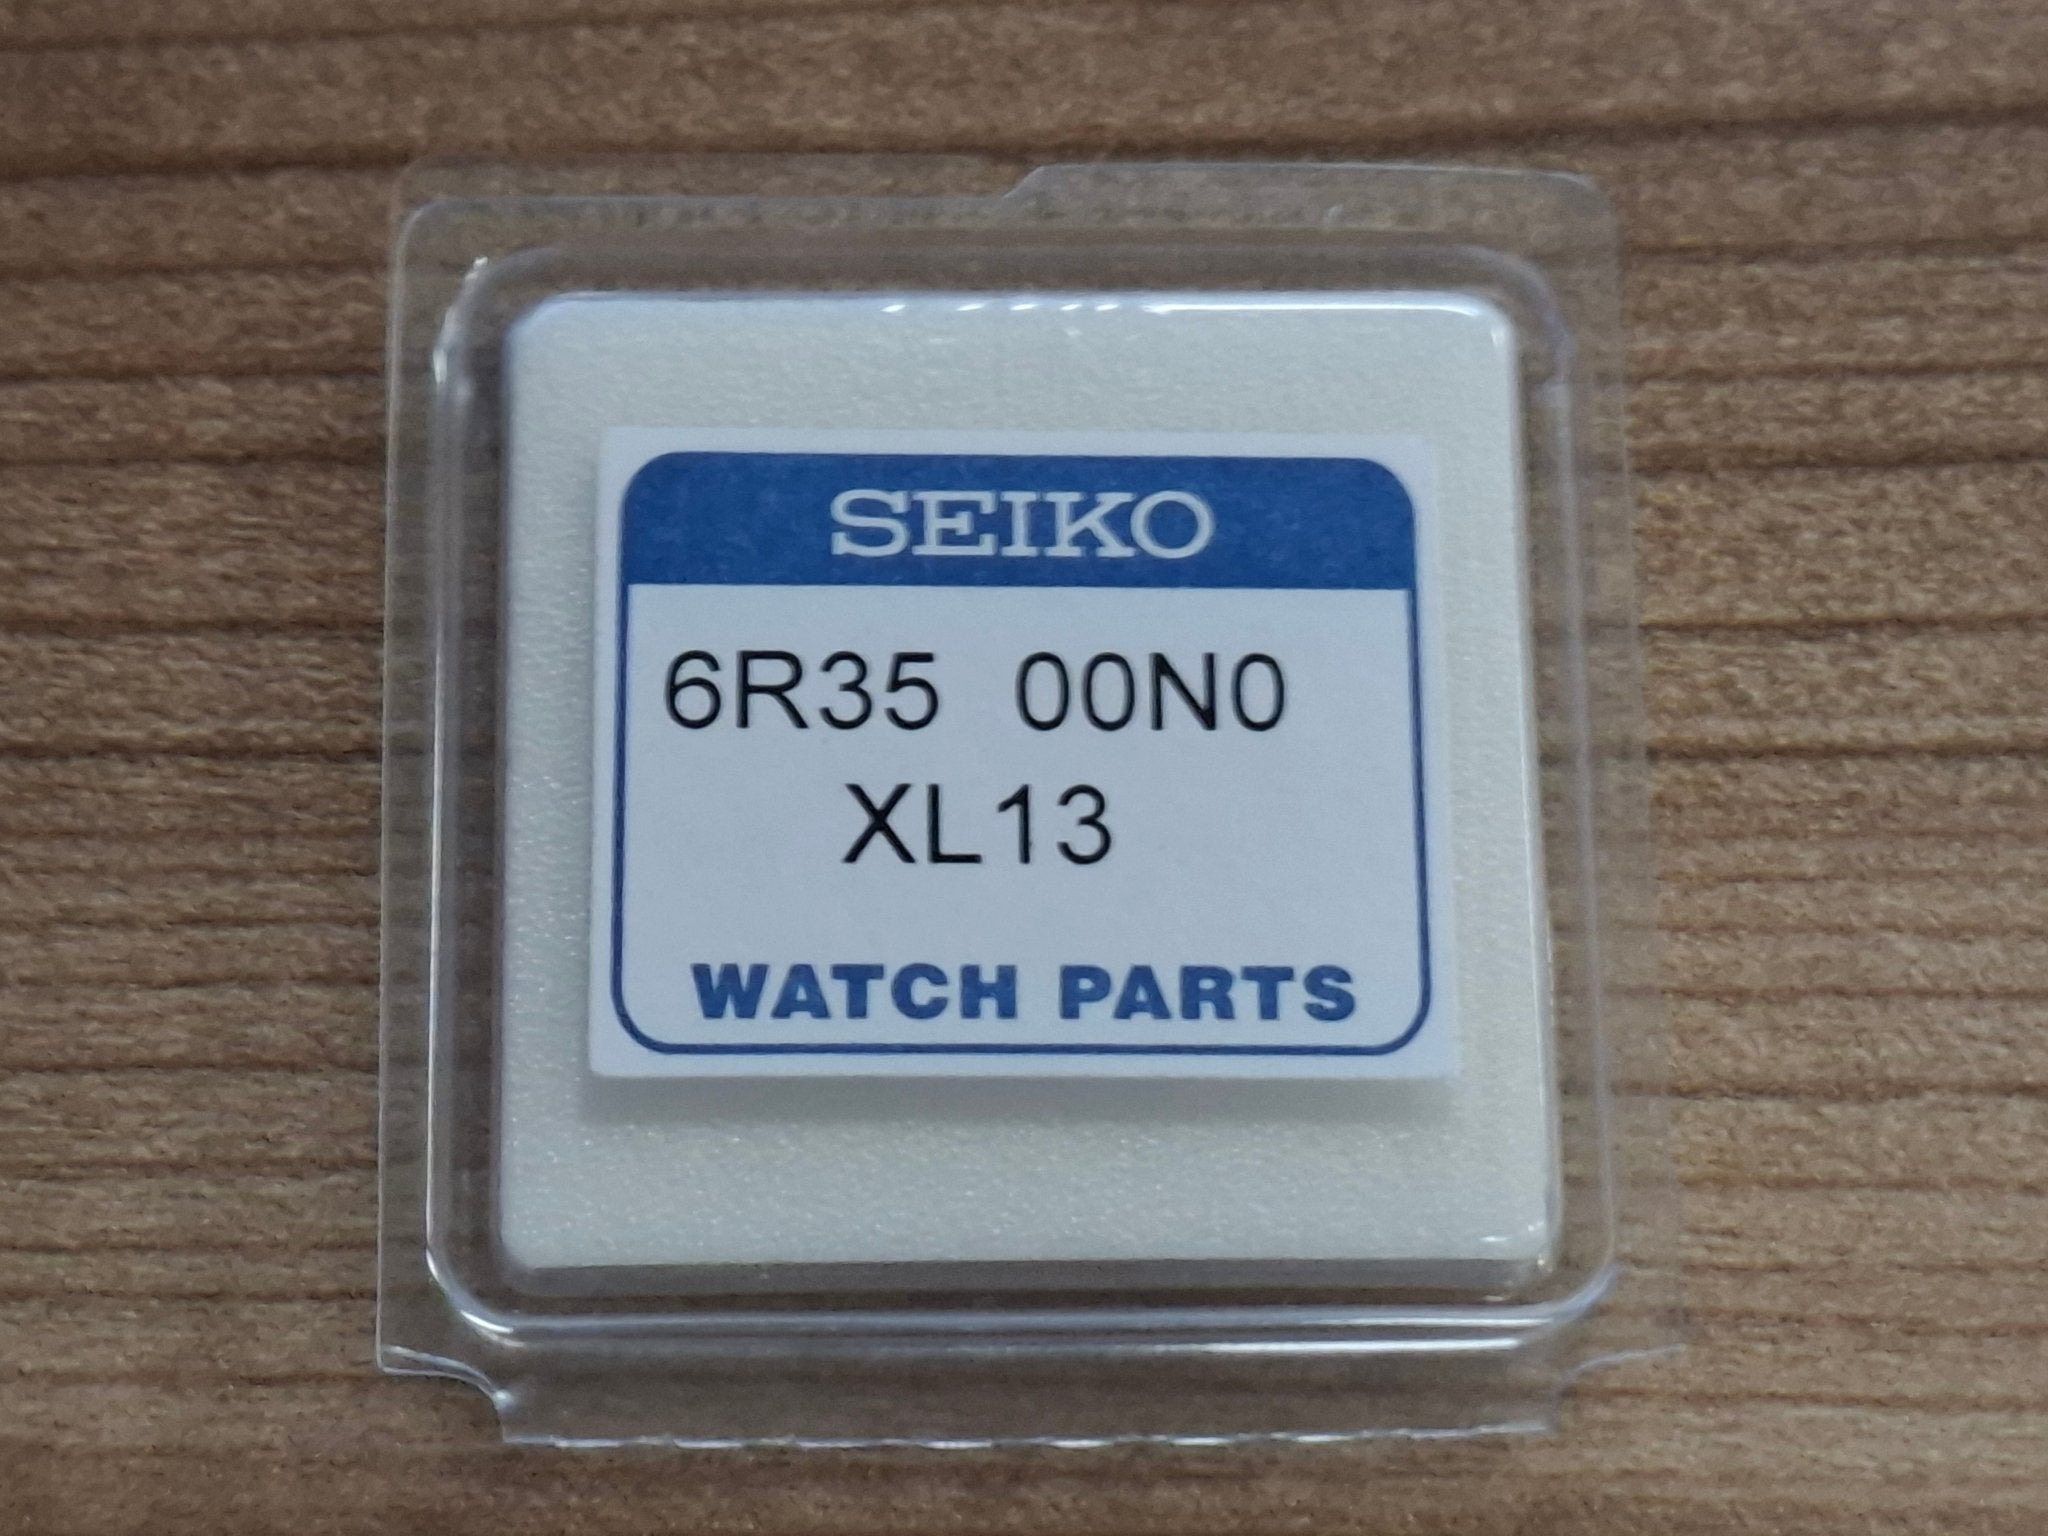 SEIKO
6R35 00N0
XL13
WATCH PARTS